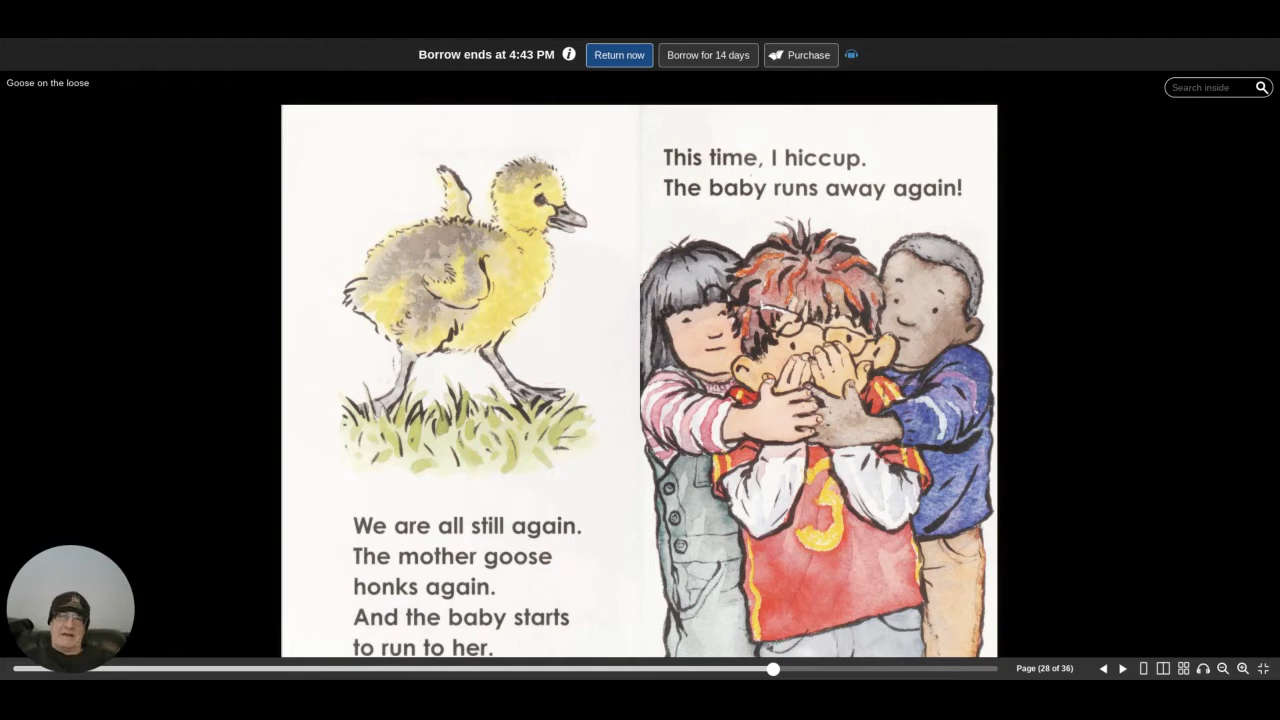 Borrow ends at 4:43 PM
Return now
Borrow for 14 days
Purchase
Goose on the loose
Search inside
This time, I hiccup.
The baby runs away again!
We are all still again.
The mother goose
honks again.
And the baby starts
to run to her.
Page (28 of 36)